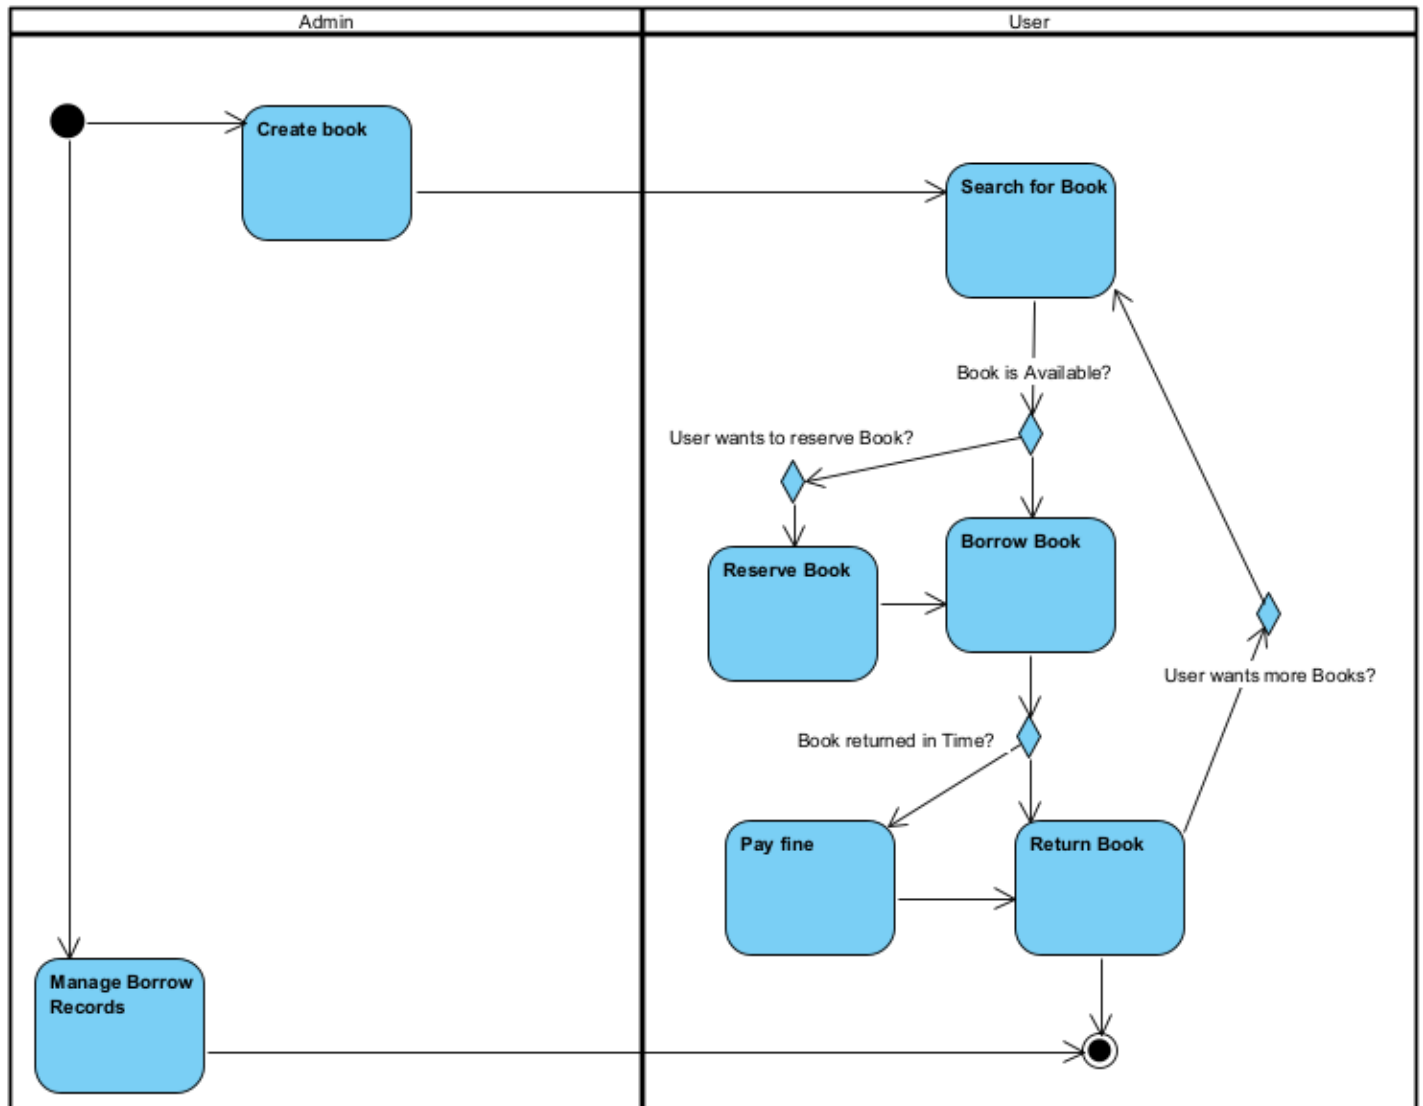 Admin
User
Create book
Search for Book
Book is Available?
User wants to reserve Book?
Borrow Book
Reserve Book
User wants more Books?
Book returned in Time?
Pay fine
Return Book
Manage Borrow
Records